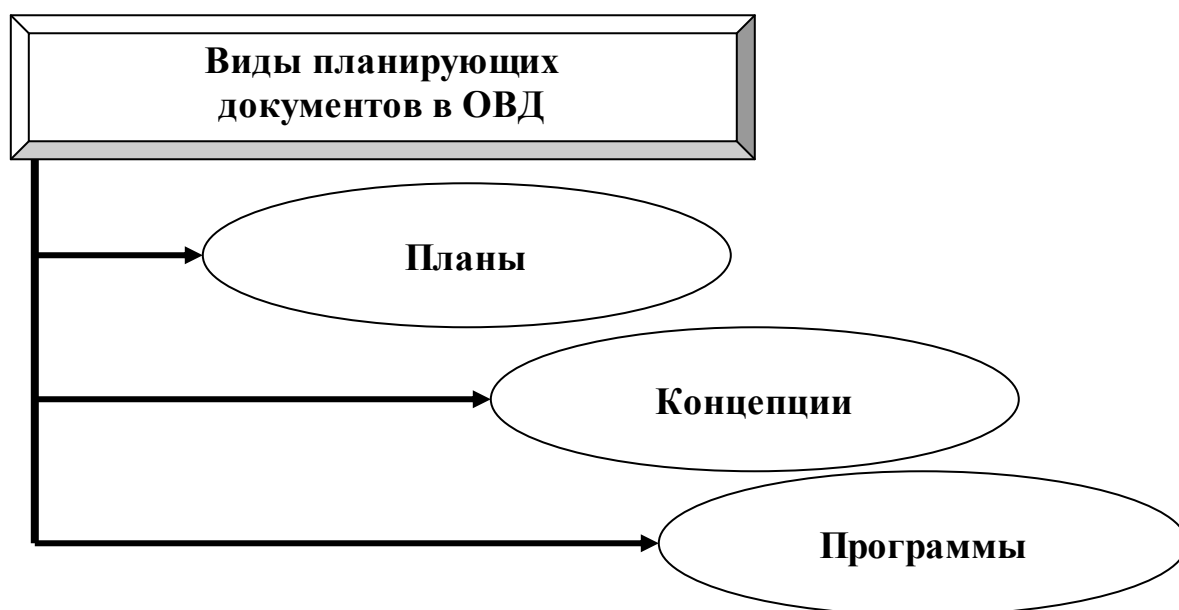 Виды планирующих
документов в ОВД
Планы
Концепции
Программы